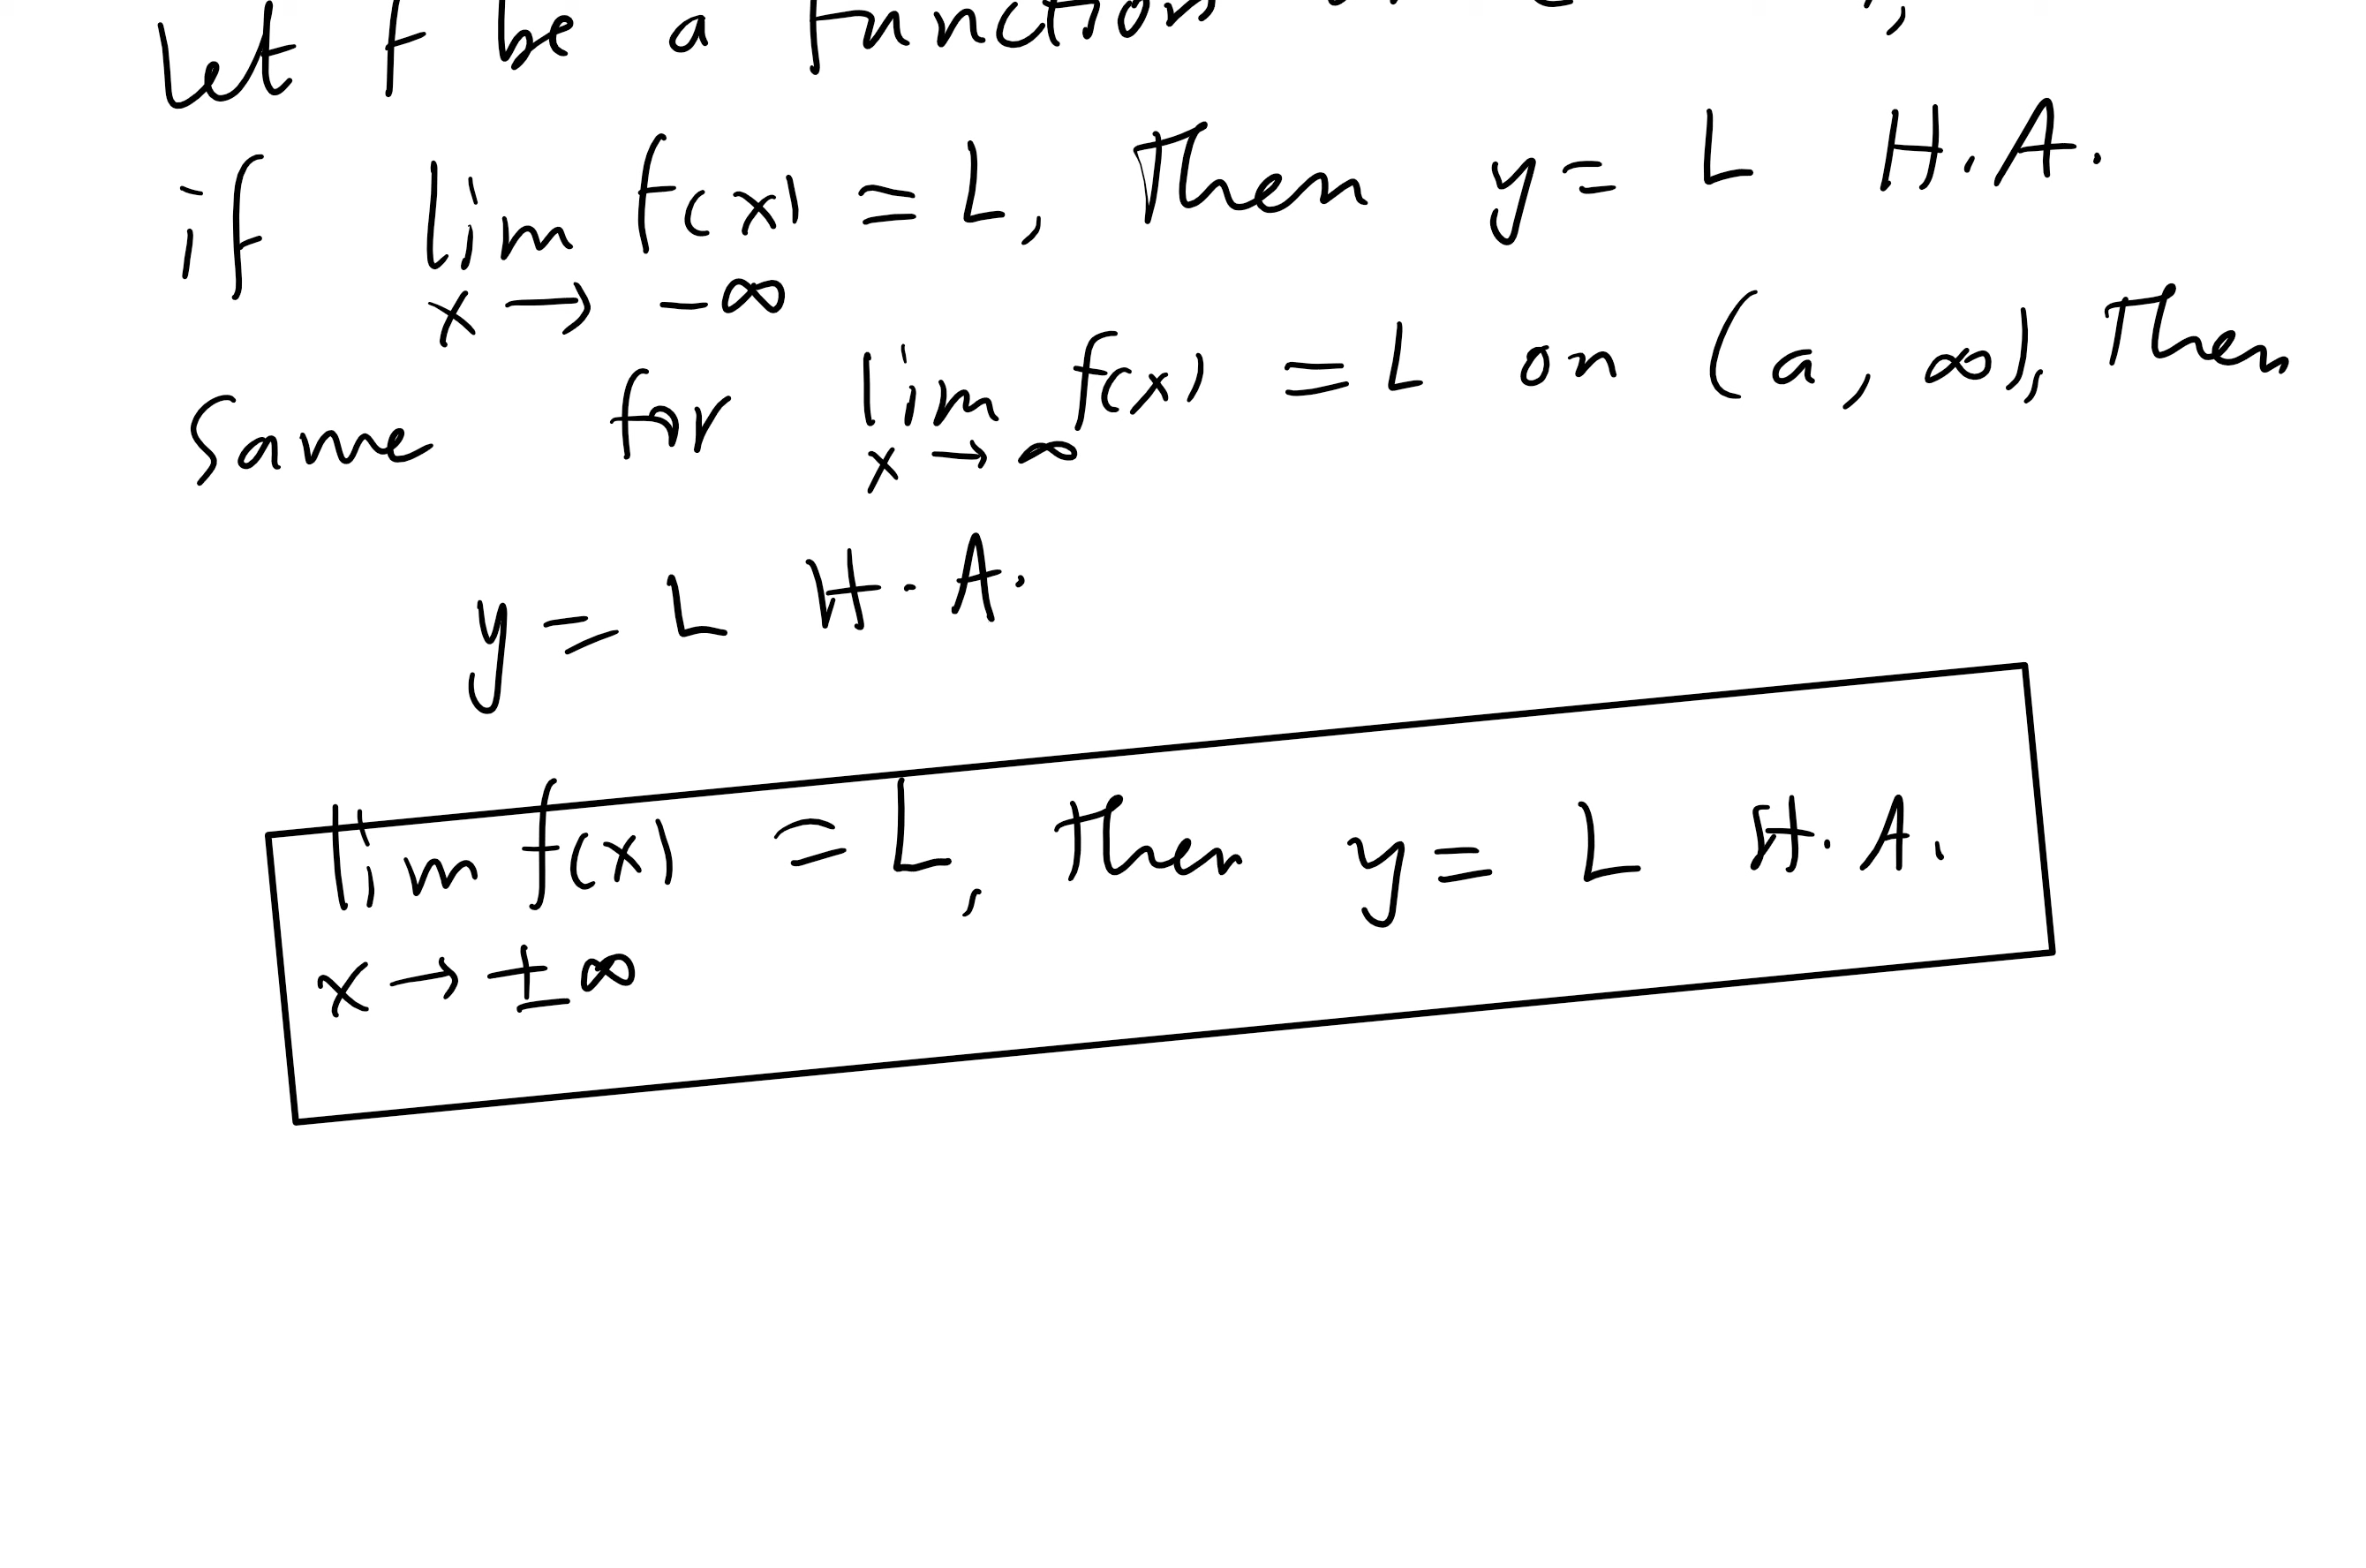 Let f be a function
if lim f(x) = L, Then y = L H.A.
x → -∞
Same for lim f(x) = L on (a, ∞), Then,
x → ∞
y = L H.A.
lim f(x) = L, Then y = L H.A.
x → ± ∞